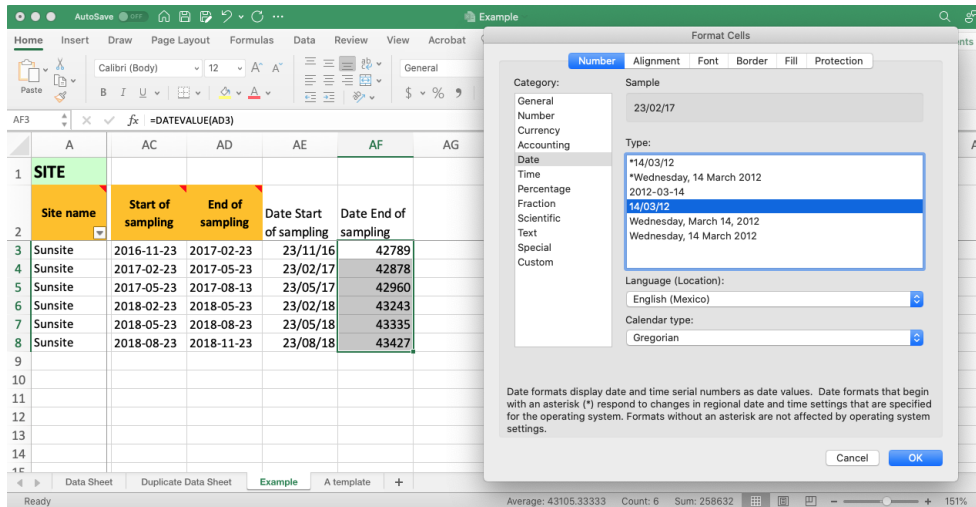 AutoSave OFF ... Example
Home Insert Draw Page Layout Formulas Data Review View Acrobat
Paste
Calibri (Body) 12 A^ A˅
B I U A
General
$ % 9
AF3 fx =DATEVALUE(AD3)
A AC AD AE AF AG
1 SITE
2 Site name Start of sampling End of sampling Date Start of sampling Date End of sampling
3 Sunsite 2016-11-23 2017-02-23 23/11/16 42789
4 Sunsite 2017-02-23 2017-05-23 23/02/17 42878
5 Sunsite 2017-05-23 2017-08-13 23/05/17 42960
6 Sunsite 2018-02-23 2018-05-23 23/02/18 43243
7 Sunsite 2018-05-23 2018-08-23 23/05/18 43335
8 Sunsite 2018-08-23 2018-11-23 23/08/18 43427
9
10
11
12
13
14
Data Sheet Duplicate Data Sheet Example A template +
Ready Average: 43105.33333 Count: 6 Sum: 258632 - + 151%
Format Cells
Number Alignment Font Border Fill Protection
Category:
General
Number
Currency
Accounting
Date
Time
Percentage
Fraction
Scientific
Text
Special
Custom
Sample
23/02/17
Type:
*14/03/12
*Wednesday, 14 March 2012
2012-03-14
14/03/12
Wednesday, March 14, 2012
Wednesday, 14 March 2012
Language (Location):
English (Mexico)
Calendar type:
Gregorian
Date formats display date and time serial numbers as date values. Date formats that begin
with an asterisk (*) respond to changes in regional date and time settings that are specified
for the operating system. Formats without an asterisk are not affected by operating system
settings.
Cancel OK